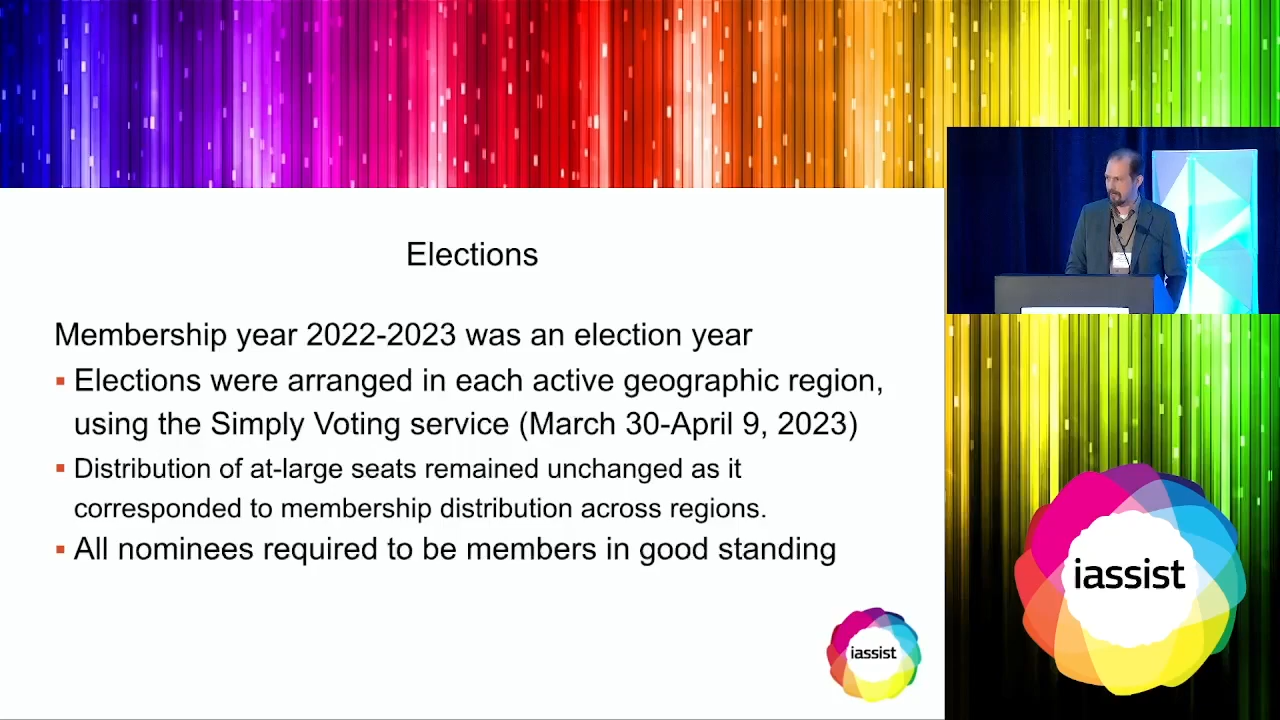 Elections
Membership year 2022-2023 was an election year
▪ Elections were arranged in each active geographic region,
using the Simply Voting service (March 30-April 9, 2023)
▪ Distribution of at-large seats remained unchanged as it
corresponded to membership distribution across regions.
▪ All nominees required to be members in good standing
iassist
iassist